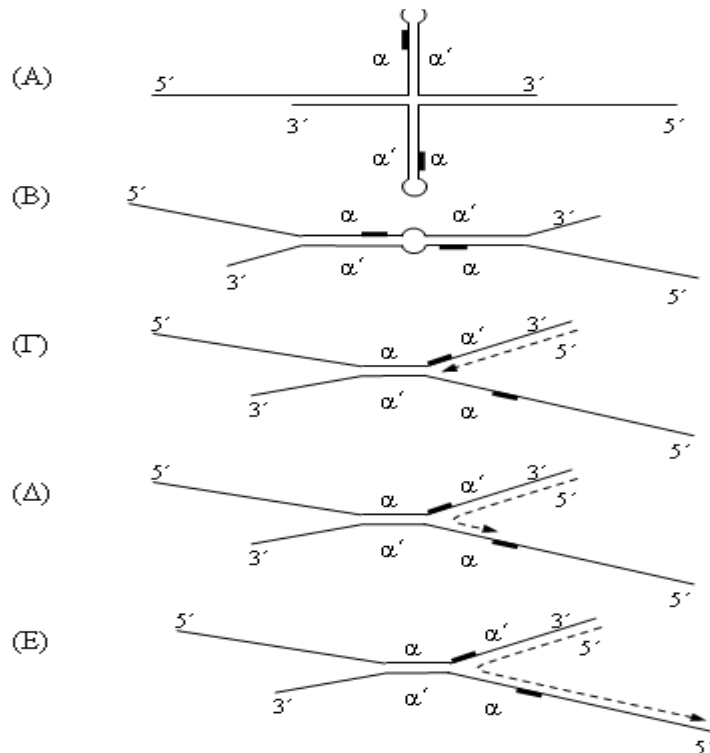 (Α)
α α΄
5΄ 3΄
3΄ 5΄
α΄ α
(Β)
5΄
α α΄ 3΄
3΄ α΄ α
5΄
(Γ)
5΄ 3΄
α α΄ 5΄
3΄ α΄ α
5΄
(Δ)
5΄ 3΄
α α΄ 5΄
3΄ α΄ α
5΄
(Ε)
5΄ 3΄
α α΄ 5΄
3΄ α΄ α
5΄